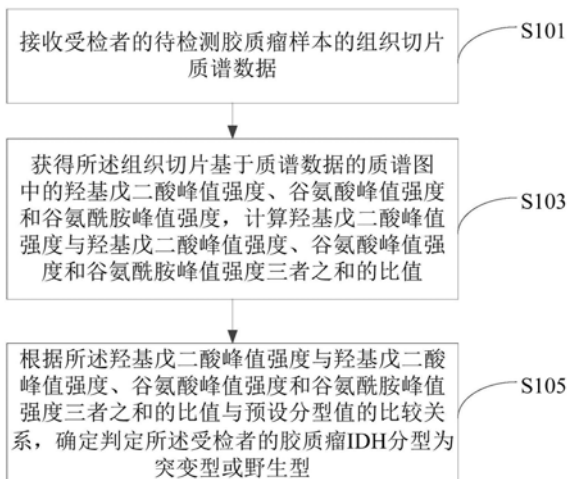 接收受检者的待检测胶质瘤样本的组织切片
质谱数据
S101
获得所述组织切片基于质谱数据的质谱图
中的羟基戊二酸峰值强度、谷氨酸峰值强度
和谷氨酰胺峰值强度，计算羟基戊二酸峰值
强度与羟基戊二酸峰值强度、谷氨酸峰值强
度和谷氨酰胺峰值强度三者之和的比值
S103
根据所述羟基戊二酸峰值强度与羟基戊二酸
峰值强度、谷氨酸峰值强度和谷氨酰胺峰值
强度三者之和的比值与预设分型值的比较关
系，确定判定所述受检者的胶质瘤IDH分型为
突变型或野生型
S105